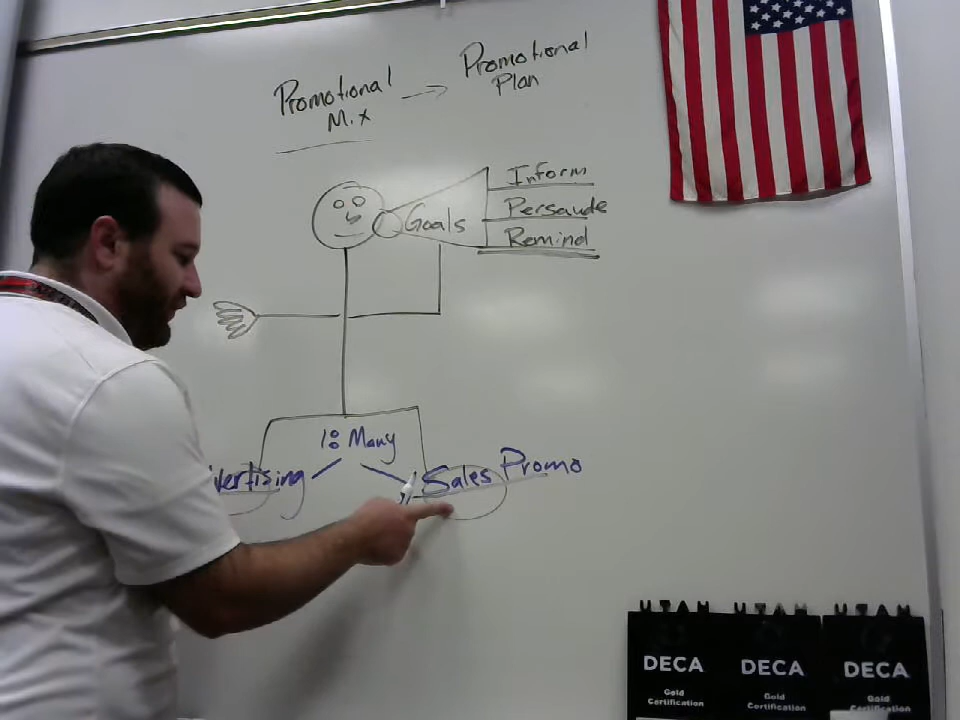 Promotional
Mix
→ Promotional
Plan
Goals
Inform
Persaude
Remind
1:Many
vertising
Sales Promo
UTAH
DECA
Gold
Certification
UTAH
DECA
Gold
Certification
UTAH
DECA
Gold
Certification